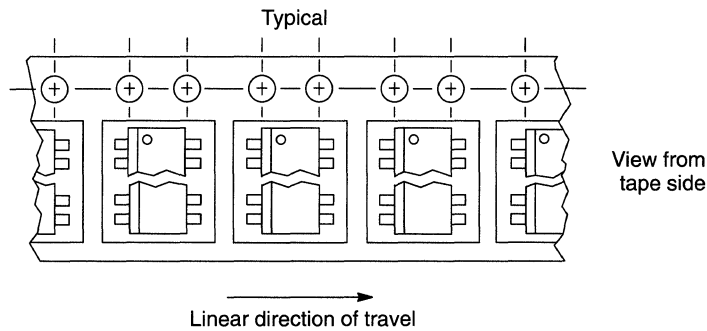 Typical
View from
tape side
Linear direction of travel